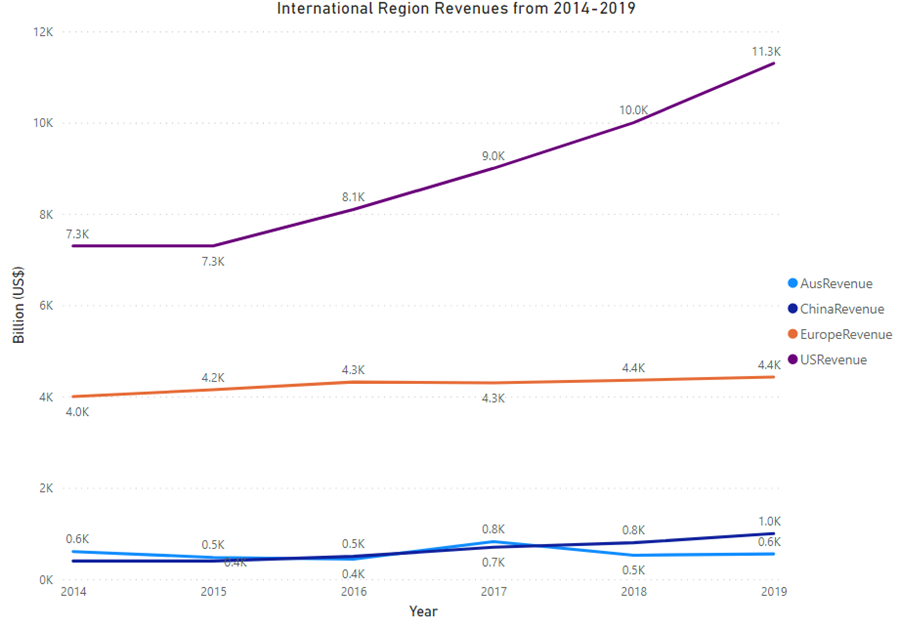 International Region Revenues from 2014-2019
12K
11.3K
10K
10.0K
9.0K
8K
8.1K
7.3K
7.3K
Billion (US$)
6K
AusRevenue
ChinaRevenue
EuropeRevenue
USRevenue
4.4K
4.4K
4.3K
4.2K
4K
4.3K
4.0K
2K
1.0K
0.8K
0.8K
0.6K
0.5K
0.5K
0.6K
0.4K
0.7K
0.5K
0.4K
0K
2014 2015 2016 2017 2018 2019
Year